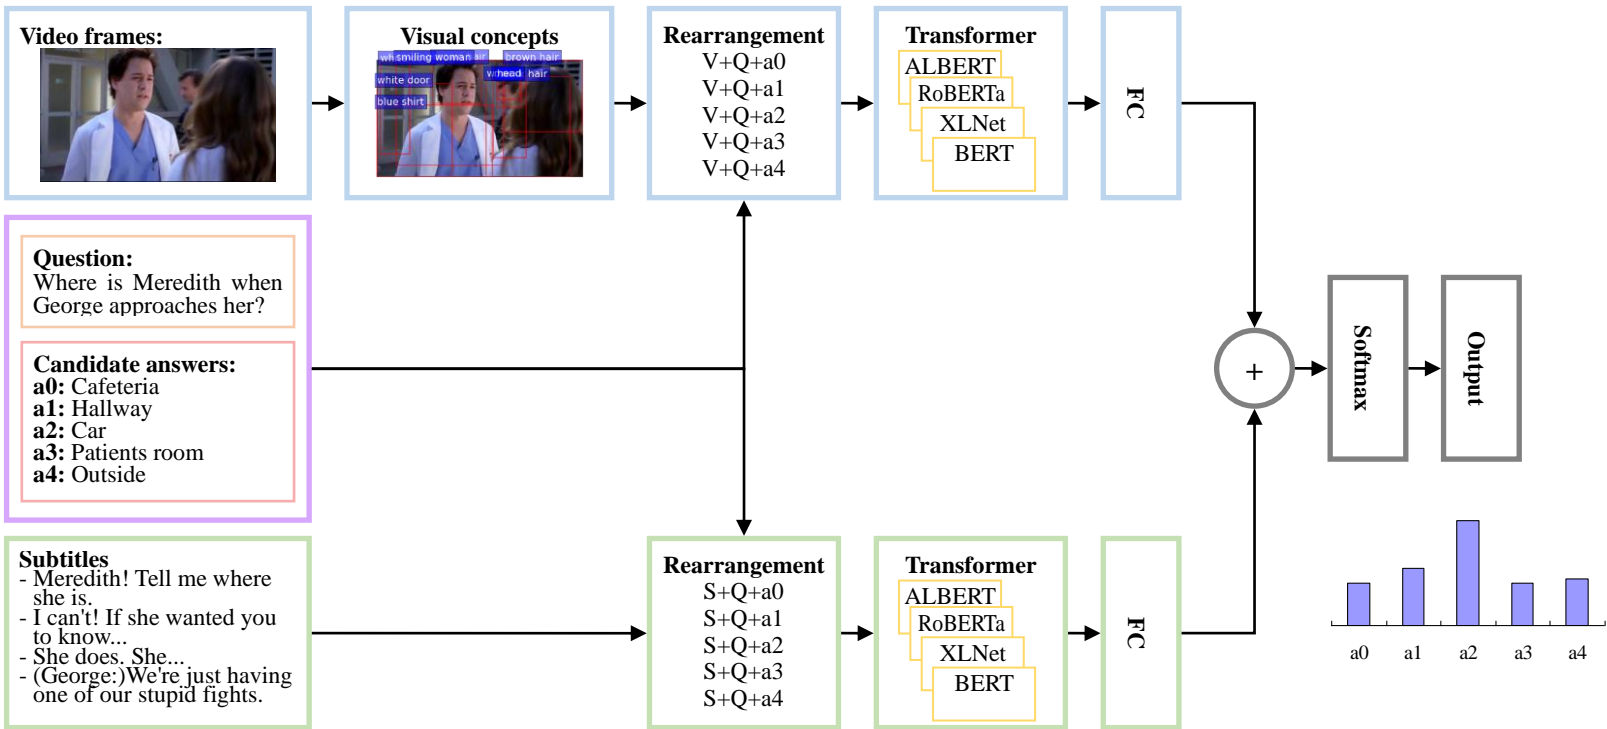 Video frames:
Visual concepts
smiling woman
air
brown hair
white door
head
hair
blue shirt
Rearrangement
V+Q+a0
V+Q+a1
V+Q+a2
V+Q+a3
V+Q+a4
Transformer
ALBERT
RoBERTa
XLNet
BERT
FC
Question:
Where is Meredith when
George approaches her?
Candidate answers:
a0: Cafeteria
a1: Hallway
a2: Car
a3: Patients room
a4: Outside
+
Softmax
Output
Subtitles
- Meredith! Tell me where
she is.
- I can't! If she wanted you
to know...
- She does. She...
- (George:)We're just having
one of our stupid fights.
Rearrangement
S+Q+a0
S+Q+a1
S+Q+a2
S+Q+a3
S+Q+a4
Transformer
ALBERT
RoBERTa
XLNet
BERT
FC
a0 a1 a2 a3 a4